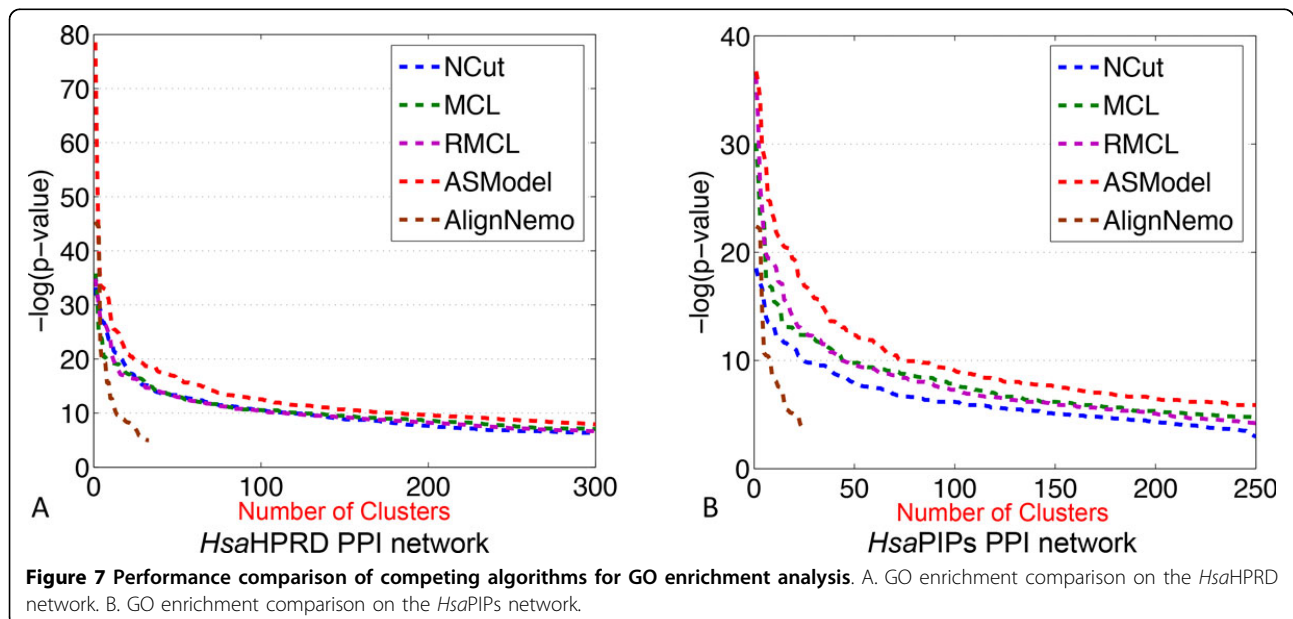 80
70
60
50
40
30
20
10
0
−log(p−value)
NCut
MCL
RMCL
ASModel
AlignNemo
0 100 200 300
A
Number of Clusters
HsaHPRD PPI network
40
30
20
10
0
−log(p−value)
NCut
MCL
RMCL
ASModel
AlignNemo
0 50 100 150 200 250
B
Number of Clusters
HsaPIPs PPI network
Figure 7 Performance comparison of competing algorithms for GO enrichment analysis. A. GO enrichment comparison on the HsaHPRD
network. B. GO enrichment comparison on the HsaPIPs network.